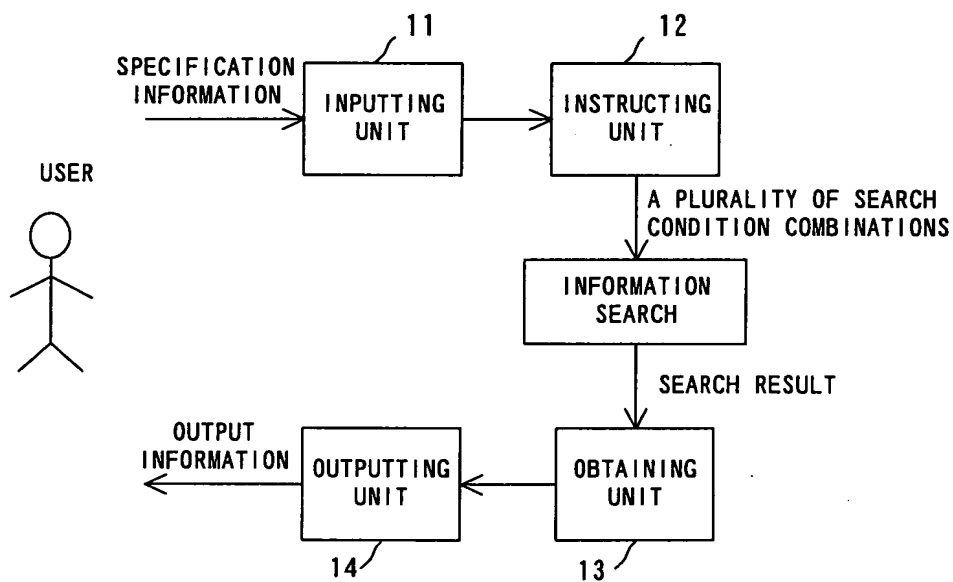 11
12
SPECIFICATION
INFORMATION
INPUTTING
UNIT
INSTRUCTING
UNIT
USER
A PLURALITY OF SEARCH
CONDITION COMBINATIONS
INFORMATION
SEARCH
SEARCH RESULT
OUTPUT
INFORMATION
OUTPUTTING
UNIT
OBTAINING
UNIT
14
13